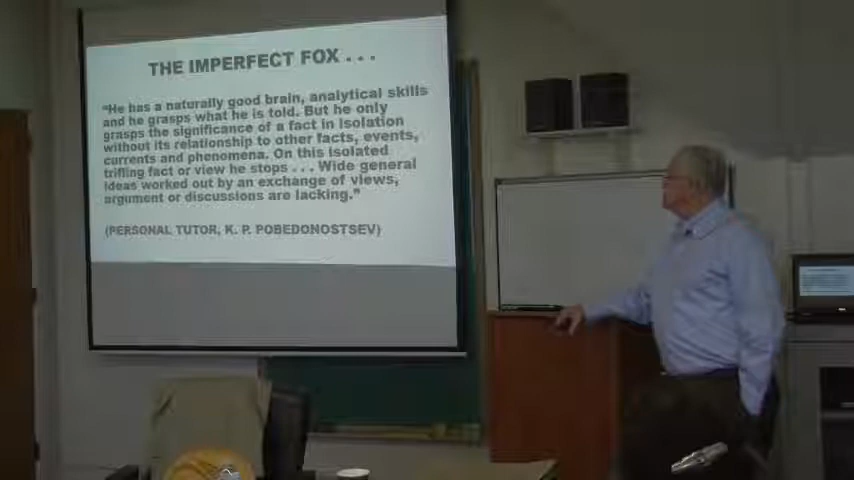 THE IMPERFECT FOX . . .
"He has a naturally good brain, analytical skills
and he grasps what he is told. But he only
grasps the significance of a fact in isolation
without its relationship to other facts, events,
currents and phenomena. On this isolated
trifling fact or view he stops . . . Wide general
ideas worked out by an exchange of views,
argument or discussions are lacking."
(PERSONAL TUTOR, K. P. POBEDONOSTSEV)